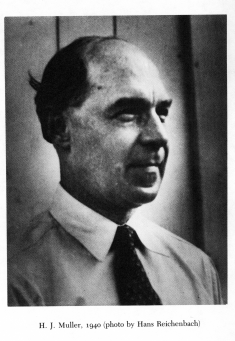 H. J. Muller, 1940 (photo by Hans Reichenbach)